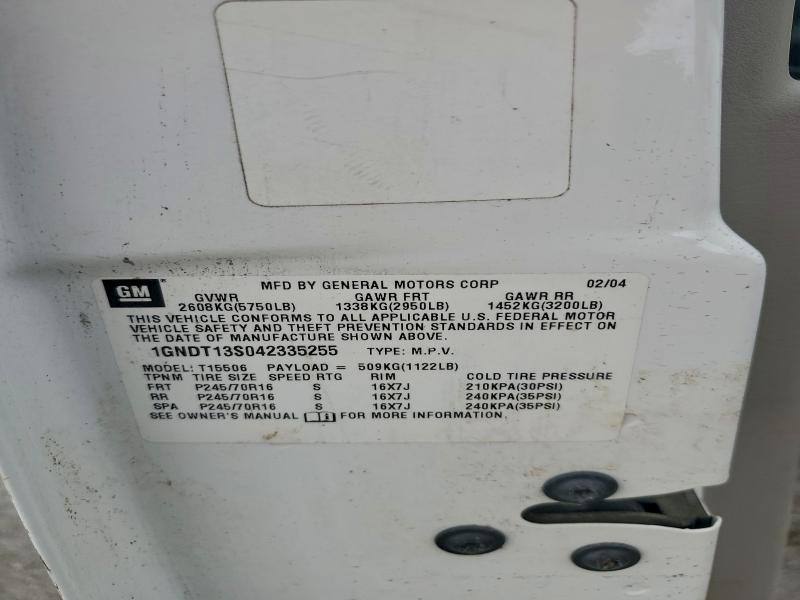 GM MFD BY GENERAL MOTORS CORP 02/04
GVWR GAWR FRT GAWR RR
2608KG(5750LB) 1338KG(2950LB) 1452KG(3200LB)
THIS VEHICLE CONFORMS TO ALL APPLICABLE U.S. FEDERAL MOTOR
VEHICLE SAFETY AND THEFT PREVENTION STANDARDS IN EFFECT ON
THE DATE OF MANUFACTURE SHOWN ABOVE.
1GNDT13S042335255 TYPE: M.P.V.
MODEL: T15506 PAYLOAD = 509KG(1122LB)
TPNM TIRE SIZE SPEED RTG RIM COLD TIRE PRESSURE
FRT P245/70R16 S 16X7J 210KPA(30PSI)
RR P245/70R16 S 16X7J 240KPA(35PSI)
SPA P245/70R16 S 16X7J 240KPA(35PSI)
SEE OWNER'S MANUAL FOR MORE INFORMATION.